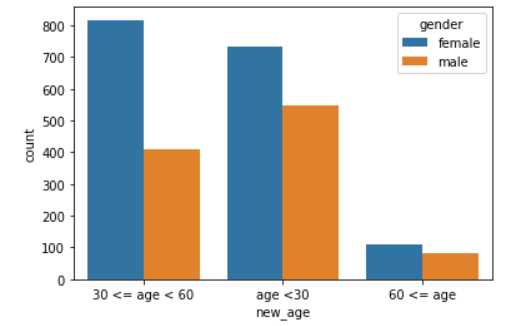 gender
female
male
800
700
600
500
400
300
200
100
0
count
30 <= age < 60
age <30
60 <= age
new_age